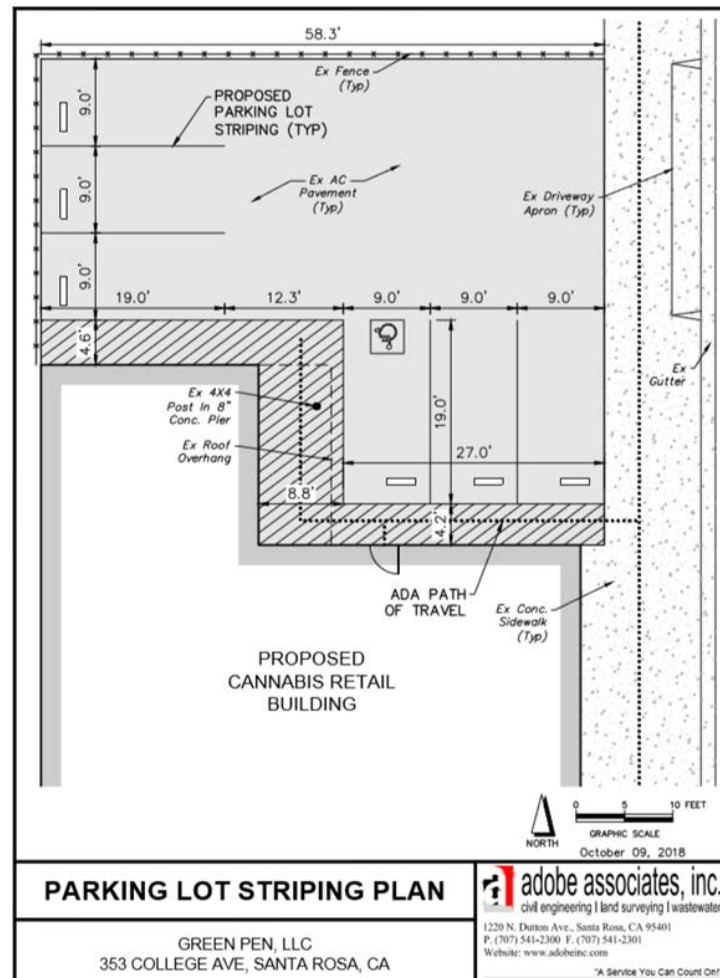 58.3'
Ex Fence
(Typ)
9.0'
PROPOSED
PARKING LOT
STRIPING (TYP)
Ex AC
Pavement
(Typ)
9.0'
Ex Driveway
Apron (Typ)
9.0'
19.0'
12.3'
9.0'
9.0'
9.0'
4.6'
Ex
Gutter
Ex 4X4
Post In 8"
Conc. Pier
19.0'
Ex Roof
Overhang
27.0'
8.8'
4.2'
ADA PATH
OF TRAVEL
Ex Conc.
Sidewalk
(Typ)
PROPOSED
CANNABIS RETAIL
BUILDING
NORTH
0 5 10 FEET
GRAPHIC SCALE
October 09, 2018
PARKING LOT STRIPING PLAN
GREEN PEN, LLC
353 COLLEGE AVE, SANTA ROSA, CA
a
adobe associates, inc.
civil engineering | land surveying | wastewater
1220 N. Dutton Ave., Santa Rosa, CA 95401
P. (707) 541-2300 F. (707) 541-2301
Website: www.adobeinc.com
"A Service You Can Count On!